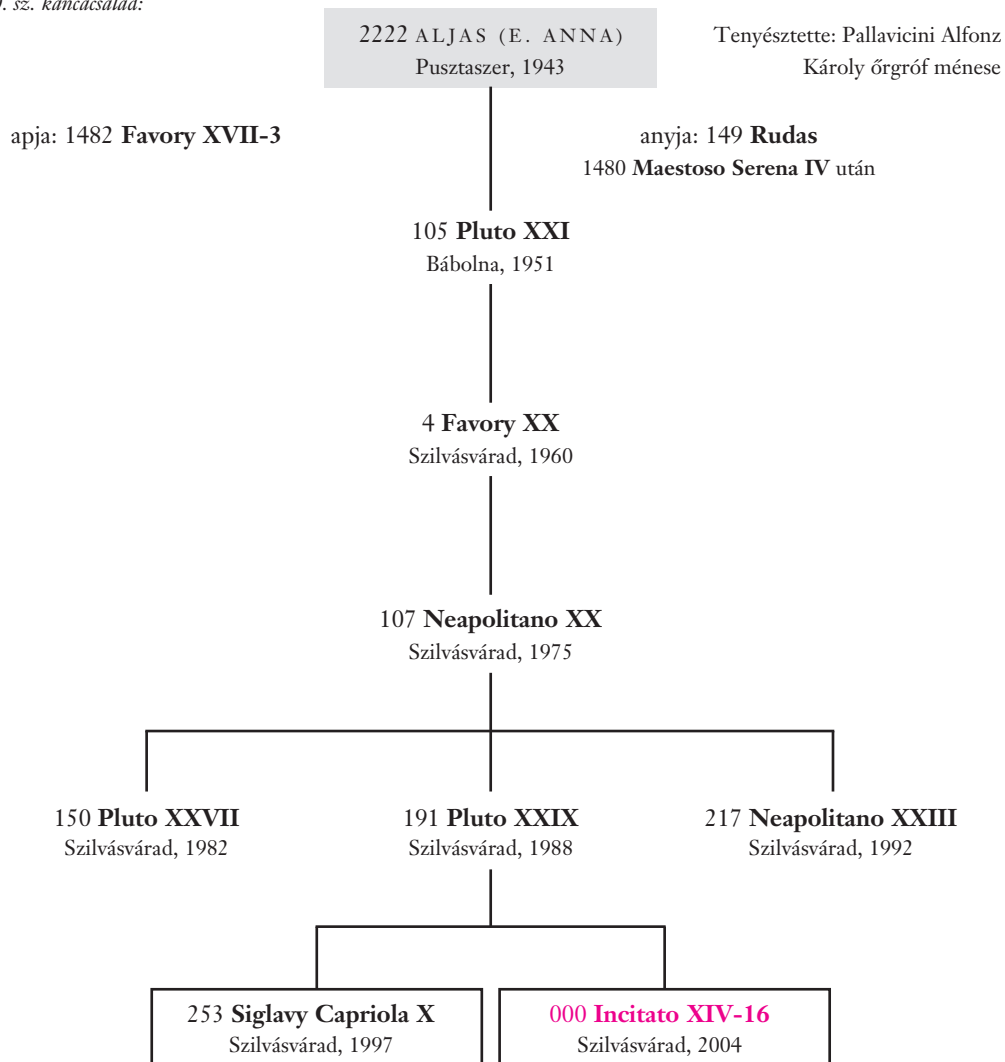 sz. kancacsalád:
2222 ALJAS (E. ANNA)
Pusztaszer, 1943
Tenyésztette: Pallavicini Alfonz
Károly őrgróf ménese
apja: 1482 Favory XVII-3
anyja: 149 Rudas
1480 Maestoso Serena IV után
105 Pluto XXI
Bábolna, 1951
4 Favory XX
Szilvásvárad, 1960
107 Neapolitano XX
Szilvásvárad, 1975
150 Pluto XXVII
Szilvásvárad, 1982
191 Pluto XXIX
Szilvásvárad, 1988
217 Neapolitano XXIII
Szilvásvárad, 1992
253 Siglavy Capriola X
Szilvásvárad, 1997
000 Incitato XIV-16
Szilvásvárad, 2004